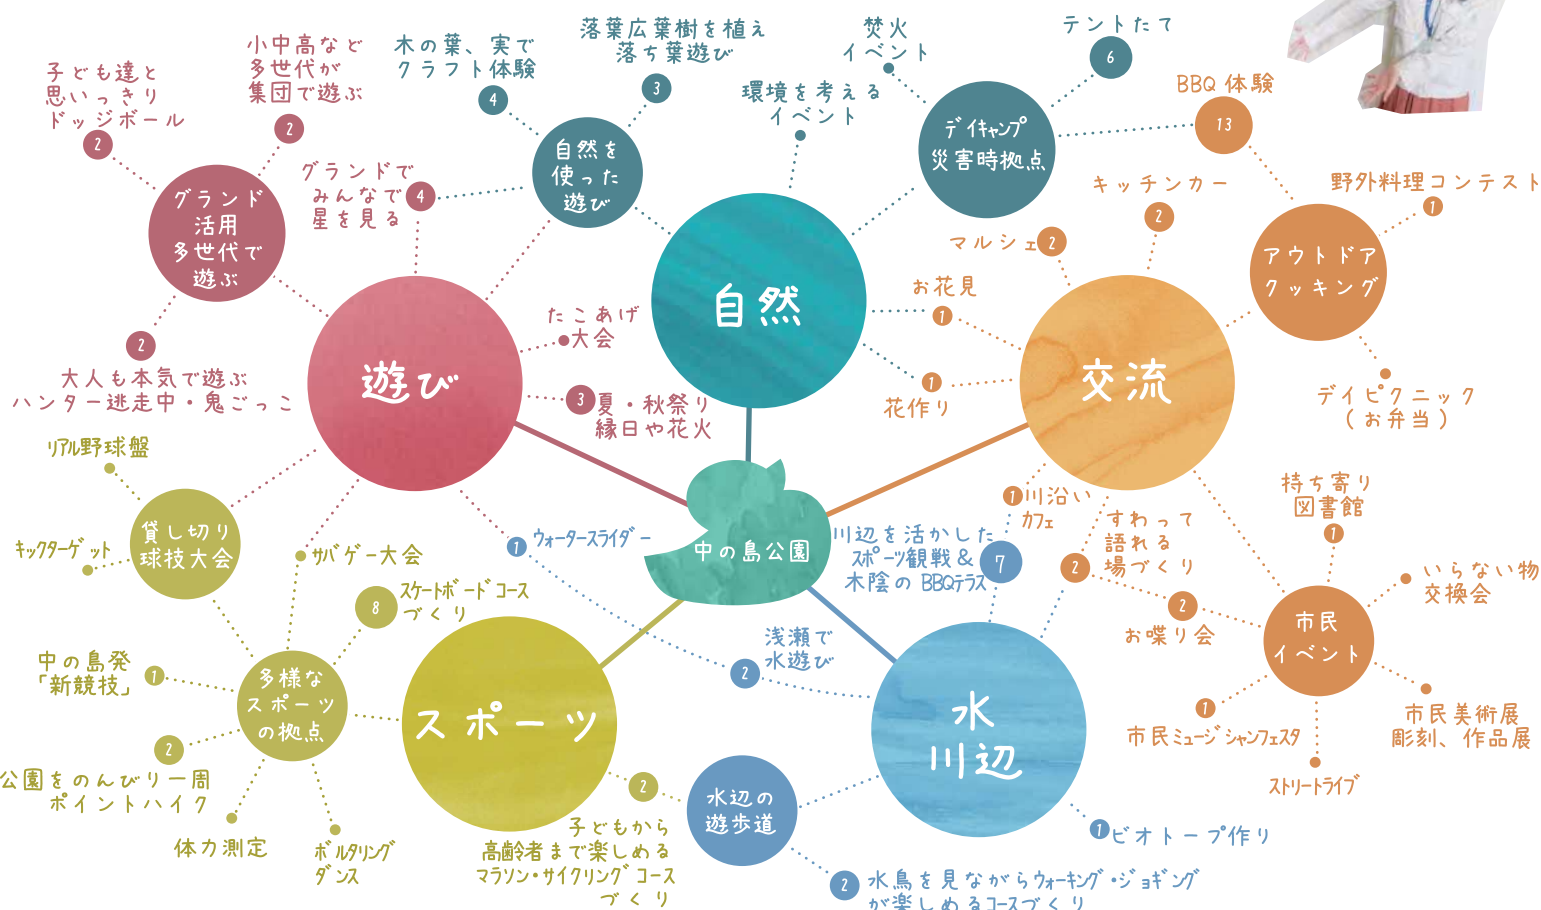 子ども達と
思いっきり
ドッジボール
2
小中高など
多世代が
集団で遊ぶ
2
グランド
活用
多世代で
遊ぶ
2
大人も本気で遊ぶ
ハンター逃走中・鬼ごっこ
木の葉、実で
クラフト体験
4
落葉広葉樹を植え
落ち葉遊び
3
自然を
使った
遊び
グランドで
みんなで
星を見る
4
環境を考える
イベント
焚火
イベント
テントたて
6
デイキャンプ
災害時拠点
BBQ 体験
13
自然
遊び
たこあげ
大会
3
夏・秋祭り
縁日や花火
マルシェ
2
キッチンカー
2
お花見
1
1
花作り
交流
野外料理コンテスト
1
アウトドア
クッキング
デイピクニック
(お弁当)
中の島公園
リアル野球盤
貸し切り
球技大会
キックターゲット
サバゲー大会
8
スケートボードコース
づくり
中の島発
「新競技」
1
多様な
スポーツ
の拠点
2
公園をのんびり一周
ポイントハイク
体力測定
ボルタリング
ダンス
スポーツ
2
子どもから
高齢者まで楽しめる
マラソン・サイクリングコース
づくり
1
ウォータースライダー
2
浅瀬で
水遊び
川辺を活かした
スポーツ観戦&
木陰の BBQテラス
7
1
川沿い
カフェ
すわって
語れる
場づくり
2
2
お喋り会
水
川辺
水辺の
遊歩道
2
水鳥を見ながらウォーキング・ジョギング
が楽しめるコースづくり
1
ビオトープ作り
持ち寄り
図書館
1
いらない物
交換会
市民
イベント
1
市民ミュージシャンフェスタ
ストリートライブ
市民美術展
彫刻、作品展